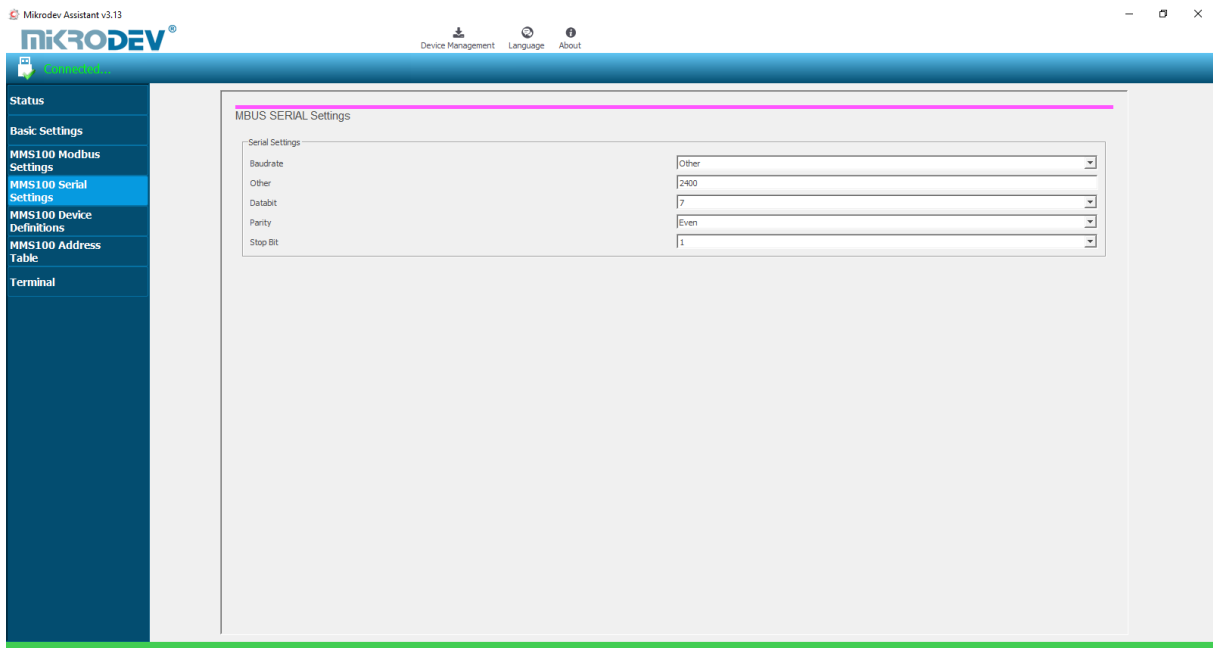 Mikrodev Assistant v3.13
MiKRODEV®
Device Management Language About
Connected...
Status
Basic Settings
MMS100 Modbus
Settings
MMS100 Serial
Settings
MMS100 Device
Definitions
MMS100 Address
Table
Terminal
MBUS SERIAL Settings
Serial Settings
Baudrate Other
Other 2400
Databit 7
Parity Even
Stop Bit 1